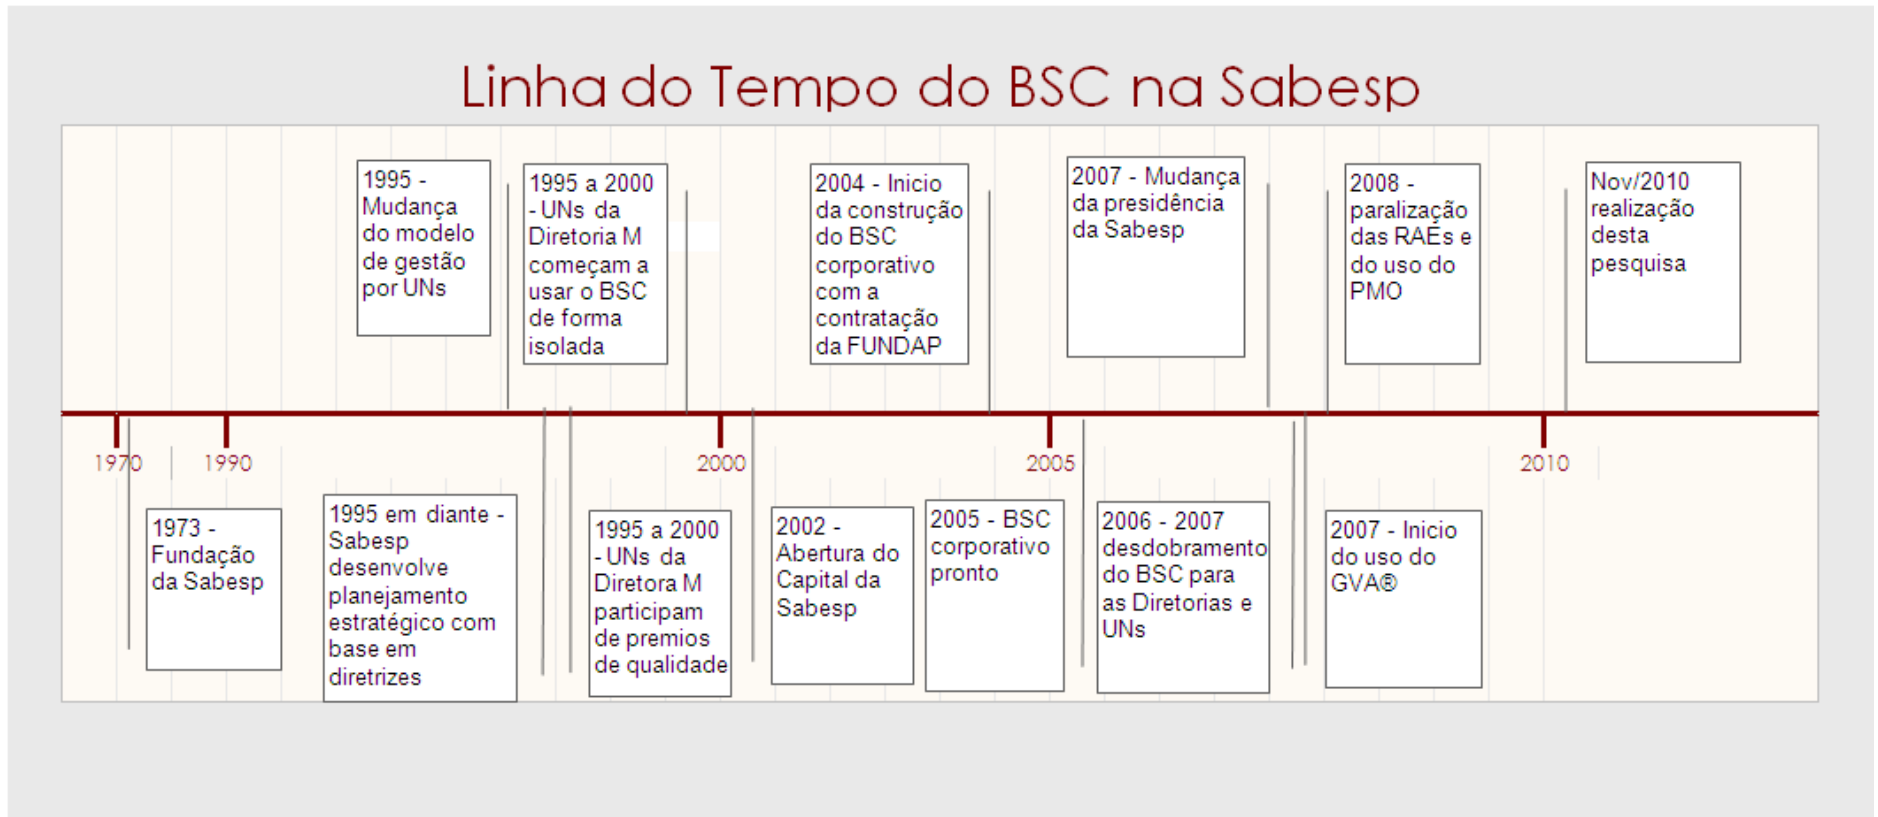 Linha do Tempo do BSC na Sabesp
1995 -
Mudança
do modelo
de gestão
por UNs
1995 a 2000
- UNs da
Diretoria M
começam a
usar o BSC
de forma
isolada
2004 - Inicio
da construção
do BSC
corporativo
com a
contratação
da FUNDAP
2007 - Mudança
da presidência
da Sabesp
2008 -
paralização
das RAEs e
do uso do
PMO
Nov/2010
realização
desta
pesquisa
1970
1990
2000
2005
2010
1973 -
Fundação
da Sabesp
1995 em diante -
Sabesp
desenvolve
planejamento
estratégico com
base em
diretrizes
1995 a 2000
- UNs da
Diretora M
participam
de premios
de qualidade
2002 -
Abertura do
Capital da
Sabesp
2005 - BSC
corporativo
pronto
2006 - 2007
desdobramento
do BSC para
as Diretorias e
UNs
2007 - Inicio
do uso do
GVA®